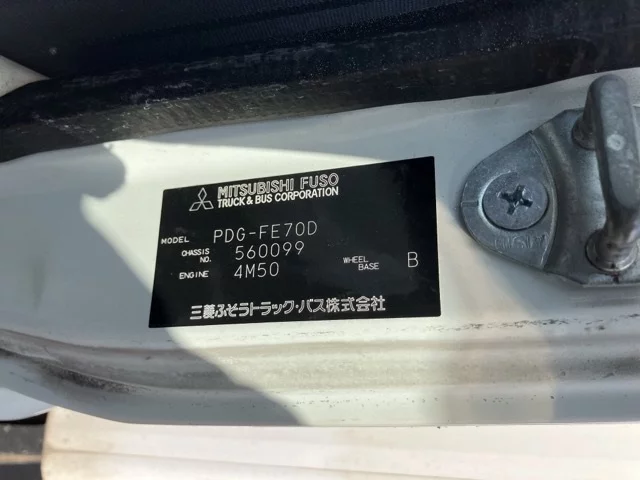 MITSUBISHI FUSO
TRUCK & BUS CORPORATION
MODEL PDG-FE70D
CHASSIS NO. 560099
ENGINE 4M50 WHEEL BASE B
三菱ふそうトラック・バス株式会社